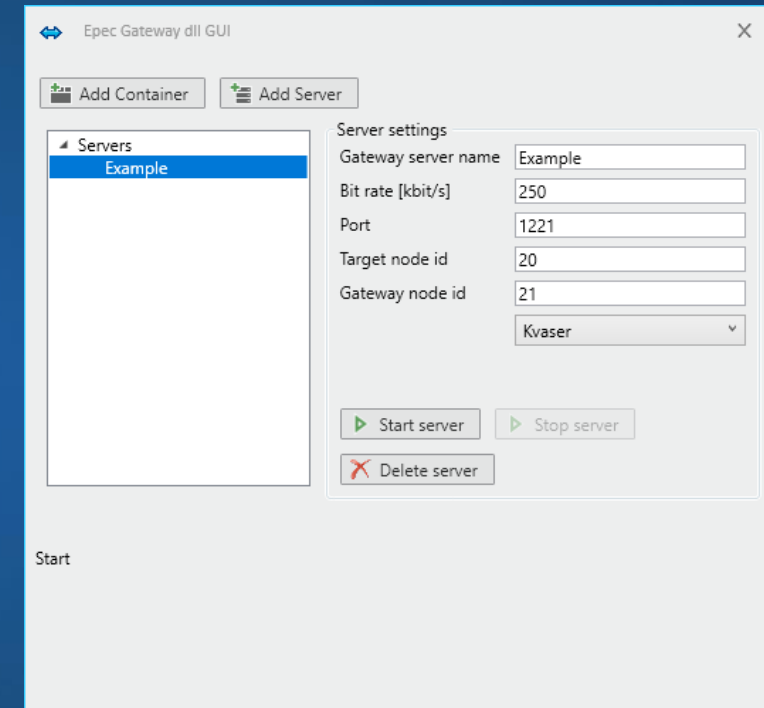 Epec Gateway dll GUI
Add Container
Add Server
Servers
Example
Server settings
Gateway server name
Example
Bit rate [kbit/s]
250
Port
1221
Target node id
20
Gateway node id
21
Kvaser
Start server
Stop server
Delete server
Start